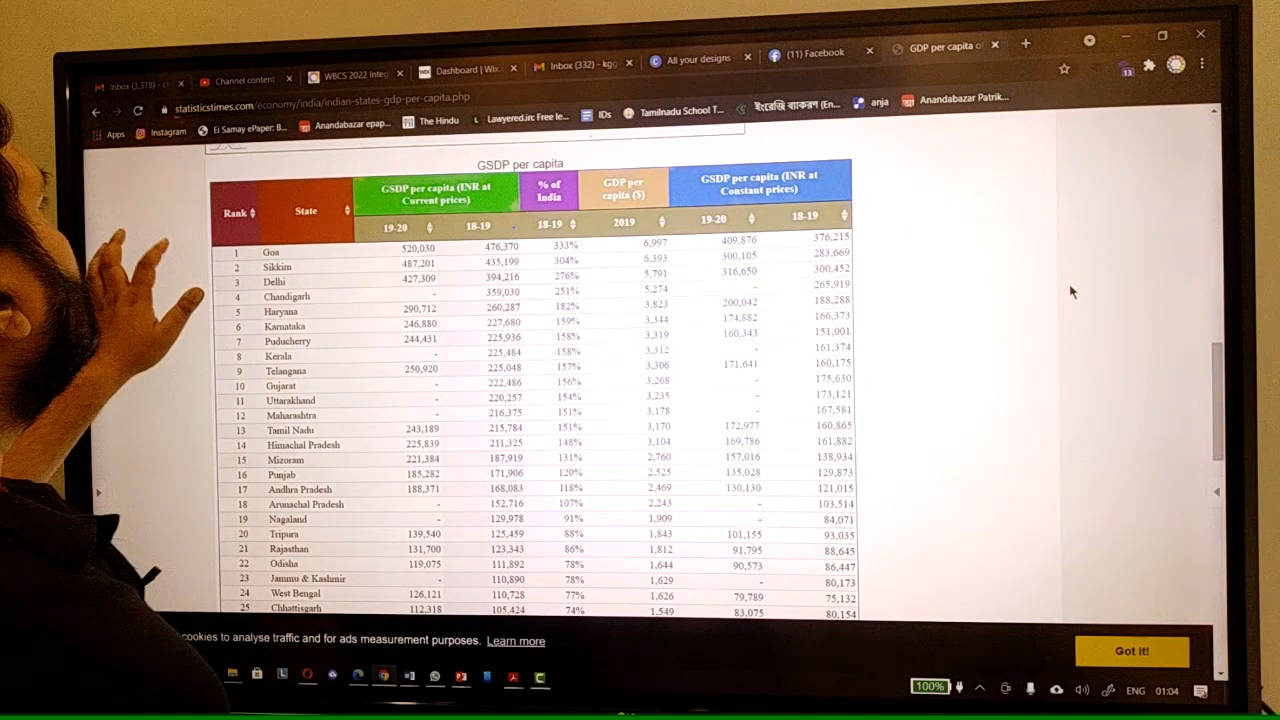 Inbox (3,378) - c
Channel content
WBCS 2022 Integ
Dashboard | Wix.
Inbox (332) - kgg
All your designs
(11) Facebook
GDP per capita of
statisticstimes.com/economy/india/indian-states-gdp-per-capita.php
13
Apps
Instagram
Ei Samay ePaper: B...
Anandabazar epap...
The Hindu
Lawyered.in: Free le...
IDs
Tamilnadu School T...
ইংরেজি ব্যাকরণ (En...
anja
Anandabazar Patrik...
GSDP per capita
Rank State GSDP per capita (INR at Current prices) % of India GDP per capita ($) GSDP per capita (INR at Constant prices)
19-20 18-19 18-19 2019 19-20 18-19
1 Goa 520,030 476,370 333% 6,997 409,876 376,215
2 Sikkim 487,201 435,199 304% 6,393 300,105 283,669
3 Delhi 427,309 394,216 276% 5,791 316,650 300,452
4 Chandigarh - 359,030 251% 5,274 - 265,919
5 Haryana 290,712 260,287 182% 3,823 200,042 188,288
6 Karnataka 246,880 227,680 159% 3,344 174,882 166,373
7 Puducherry 244,431 225,936 158% 3,319 160,343 151,001
8 Kerala - 225,484 158% 3,312 - 161,374
9 Telangana 250,920 225,048 157% 3,306 171,641 160,175
10 Gujarat - 222,486 156% 3,268 - 175,630
11 Uttarakhand - 220,257 154% 3,235 - 173,121
12 Maharashtra - 216,375 151% 3,178 - 167,581
13 Tamil Nadu 243,189 215,784 151% 3,170 172,977 160,865
14 Himachal Pradesh 225,839 211,325 148% 3,104 169,786 161,882
15 Mizoram 221,384 187,919 131% 2,760 157,016 138,934
16 Punjab 185,282 171,906 120% 2,525 135,028 129,873
17 Andhra Pradesh 188,371 168,083 118% 2,469 130,130 121,015
18 Arunachal Pradesh - 152,716 107% 2,243 - 103,514
19 Nagaland - 129,978 91% 1,909 - 84,071
20 Tripura 139,540 125,459 88% 1,843 101,155 93,035
21 Rajasthan 131,700 123,343 86% 1,812 91,795 88,645
22 Odisha 119,075 111,892 78% 1,644 90,573 86,447
23 Jammu & Kashmir - 110,890 78% 1,629 - 80,173
24 West Bengal 126,121 110,728 77% 1,626 79,789 75,132
25 Chhattisgarh 112,318 105,424 74% 1,549 83,075 80,154
cookies to analyse traffic and for ads measurement purposes. Learn more
Got it!
100% ENG 01:04